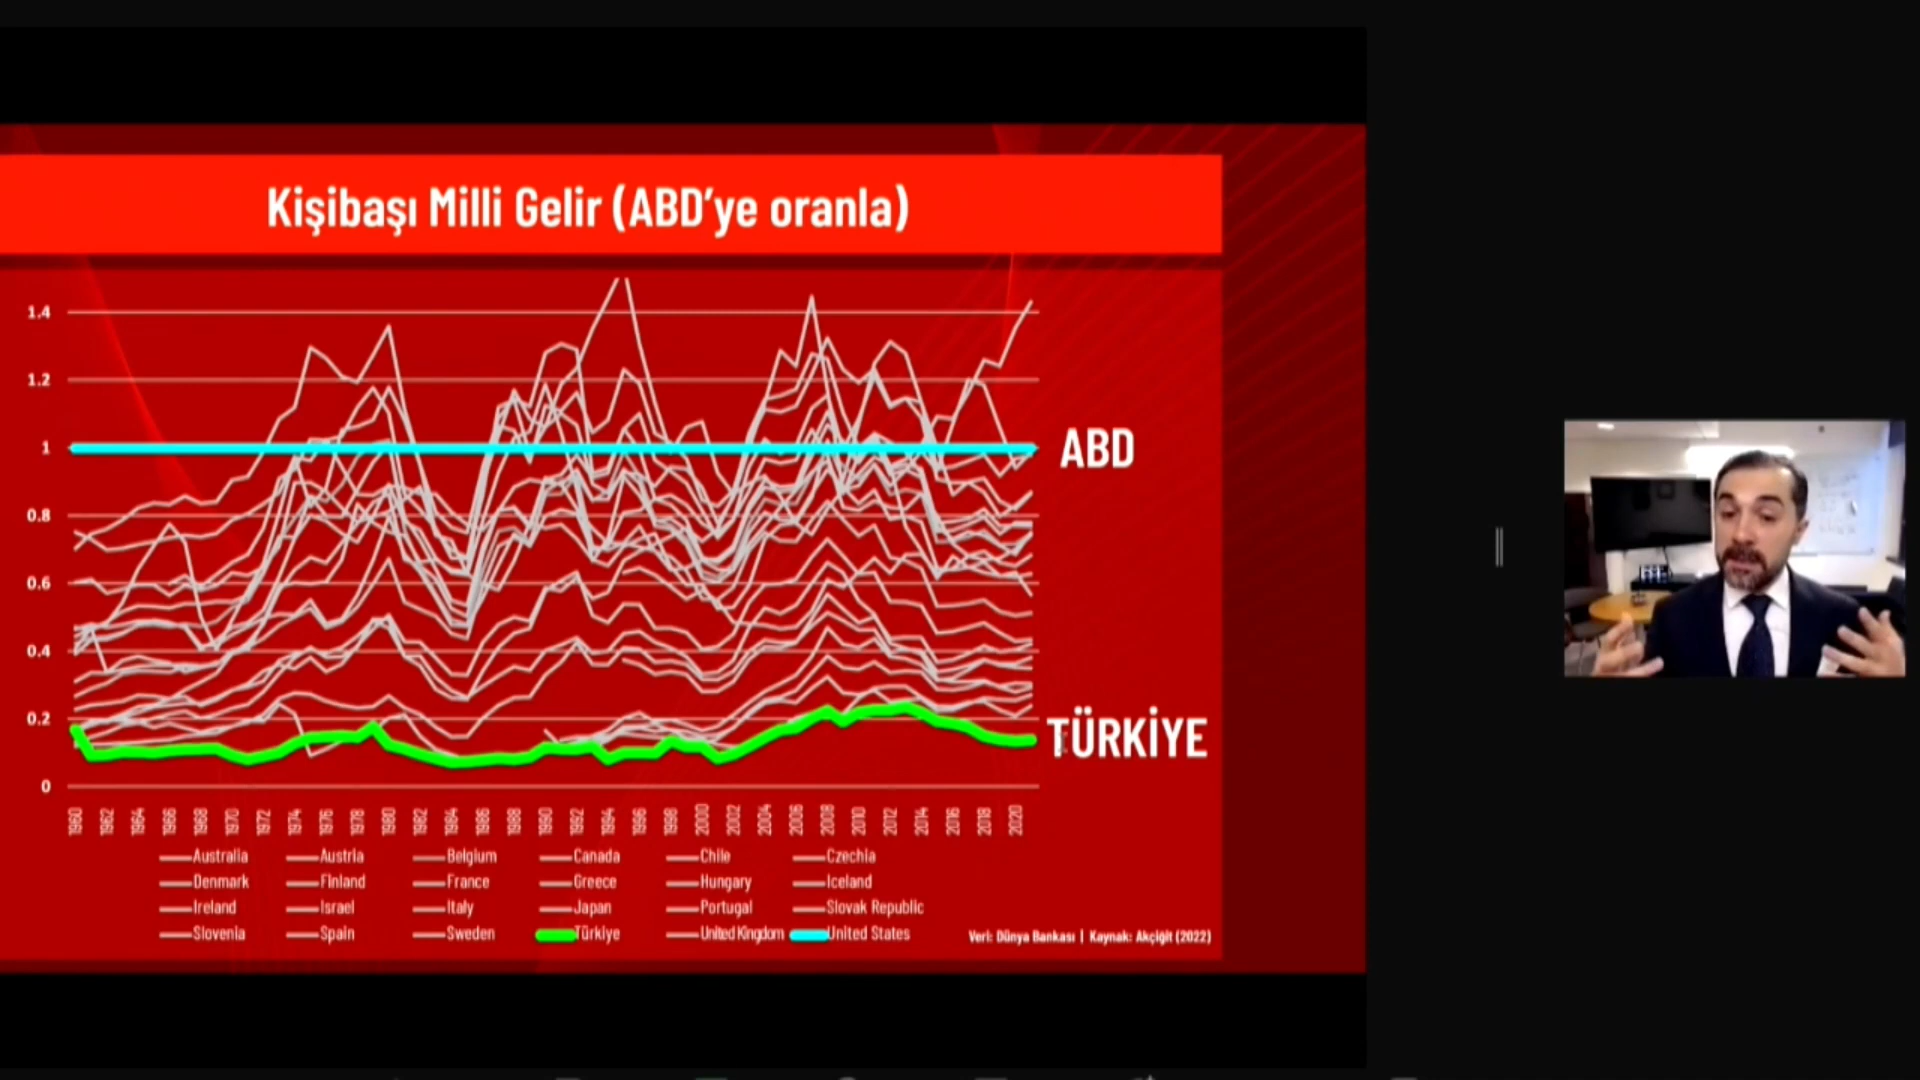 Kişibaşı Milli Gelir (ABD'ye oranla)
1.4
1.2
1
0.8
0.6
0.4
0.2
0
ABD
TÜRKİYE
1960 1962 1964 1966 1968 1970 1972 1974 1976 1978 1980 1982 1984 1986 1988 1990 1992 1994 1996 1998 2000 2002 2004 2006 2008 2010 2012 2014 2016 2018 2020
Australia Austria Belgium Canada Chile Czechia
Denmark Finland France Greece Hungary Iceland
Ireland Israel Italy Japan Portugal Slovak Republic
Slovenia Spain Sweden Türkiye United Kingdom United States
Veri: Dünya Bankası | Kaynak: Akçiğit (2022)